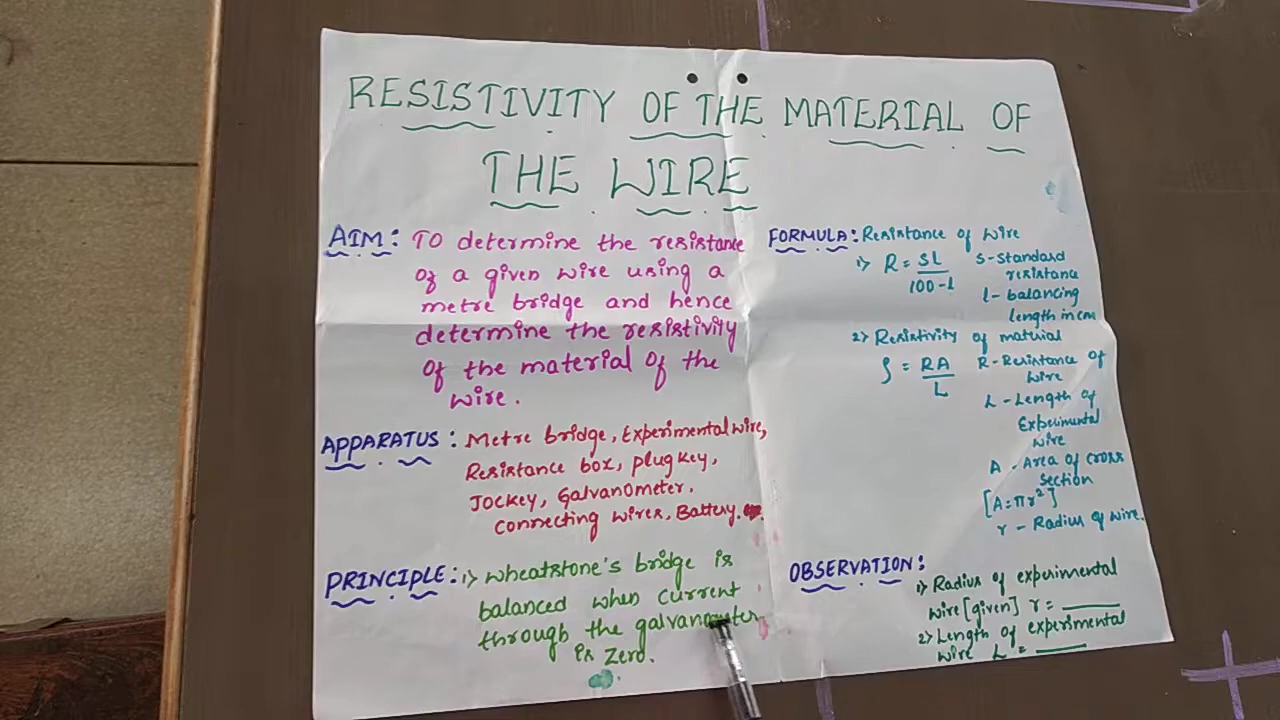 RESISTIVITY OF THE MATERIAL OF
THE WIRE
AIM: To determine the resistance
of a given wire using a
metre bridge and hence
determine the resistivity
of the material of the
wire.
APPARATUS: Metre bridge, Experimental wire,
Resistance box, plug key,
Jockey, Galvanometer,
connecting wires, Battery.
PRINCIPLE: 1) Wheatstone's bridge is
balanced when current
through the galvanometer
is zero.
FORMULA: Resistance of wire
1) R = Sl / 100-l
S-Standard
resistance
l- balancing
length in cm
2) Resistivity of material
ρ = RA / L
R-Resistance of
wire
L-Length of
Experimental
wire
A - Area of cross
section
[A=πr²]
r - Radius of wire.
OBSERVATION:
1) Radius of experimental
wire [given] r = ____
2) Length of experimental
wire L = ____